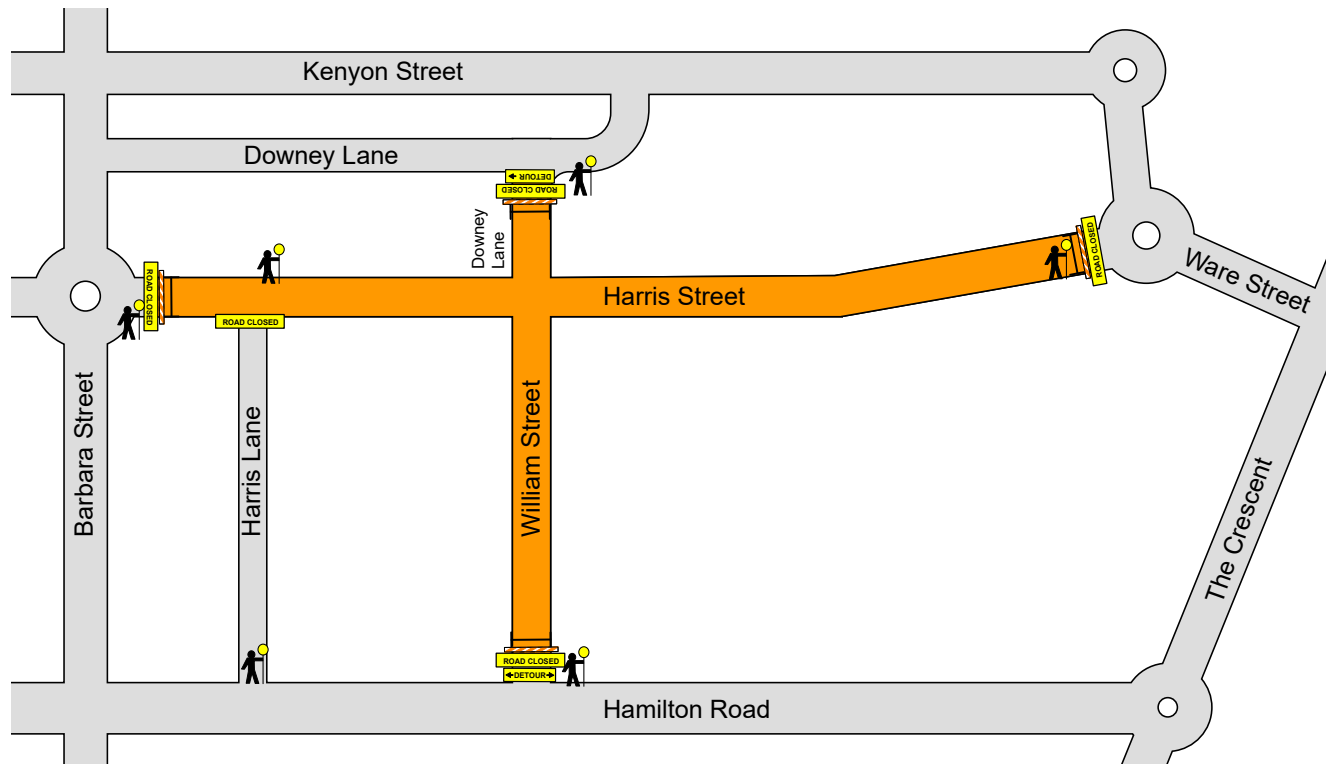 Kenyon Street
Downey Lane
DETOUR
ROAD CLOSED
Downey
Lane
ROAD CLOSED
ROAD CLOSED
Ware Street
Harris Street
ROAD CLOSED
Barbara Street
Harris Lane
William Street
The Crescent
ROAD CLOSED
DETOUR
Hamilton Road